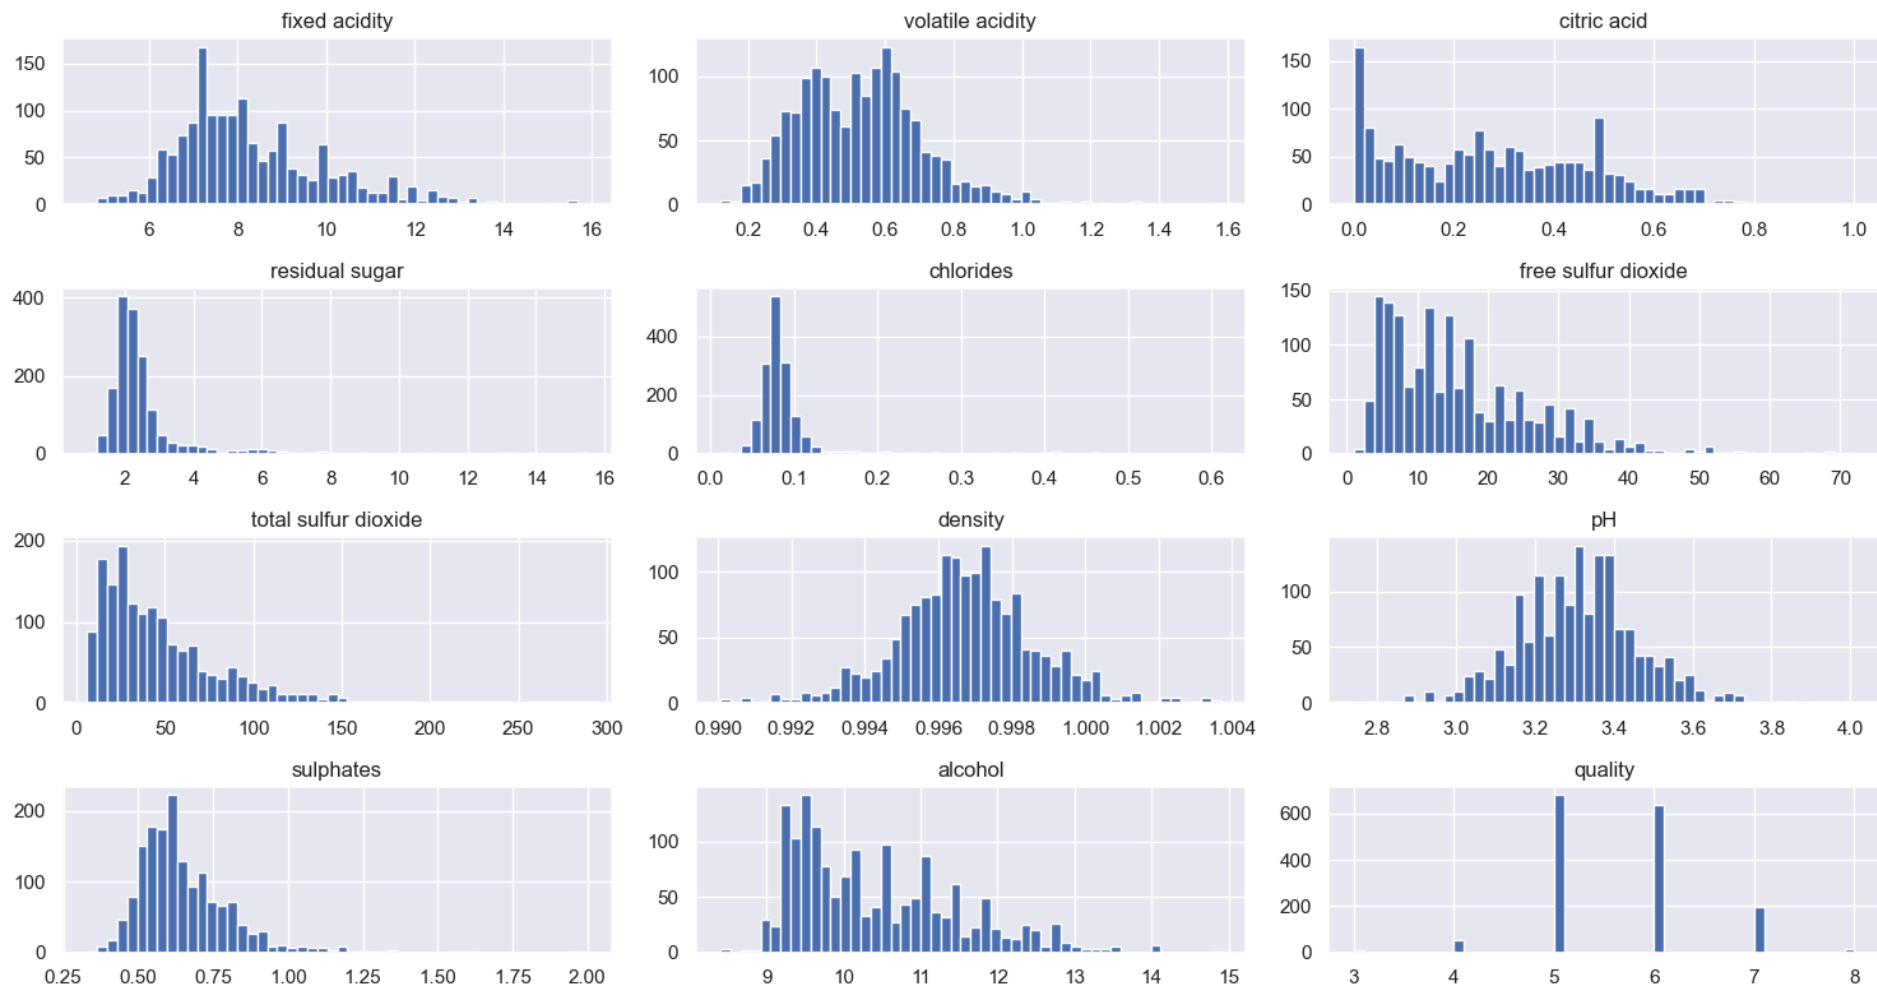 fixed acidity
150
100
50
0
6 8 10 12 14 16
volatile acidity
100
50
0
0.2 0.4 0.6 0.8 1.0 1.2 1.4 1.6
citric acid
150
100
50
0
0.0 0.2 0.4 0.6 0.8 1.0
residual sugar
400
200
0
2 4 6 8 10 12 14 16
chlorides
400
200
0
0.0 0.1 0.2 0.3 0.4 0.5 0.6
free sulfur dioxide
150
100
50
0
0 10 20 30 40 50 60 70
total sulfur dioxide
200
100
0
0 50 100 150 200 250 300
density
100
50
0
0.990 0.992 0.994 0.996 0.998 1.000 1.002 1.004
pH
100
50
0
2.8 3.0 3.2 3.4 3.6 3.8 4.0
sulphates
200
100
0
0.25 0.50 0.75 1.00 1.25 1.50 1.75 2.00
alcohol
100
50
0
9 10 11 12 13 14 15
quality
600
400
200
0
3 4 5 6 7 8